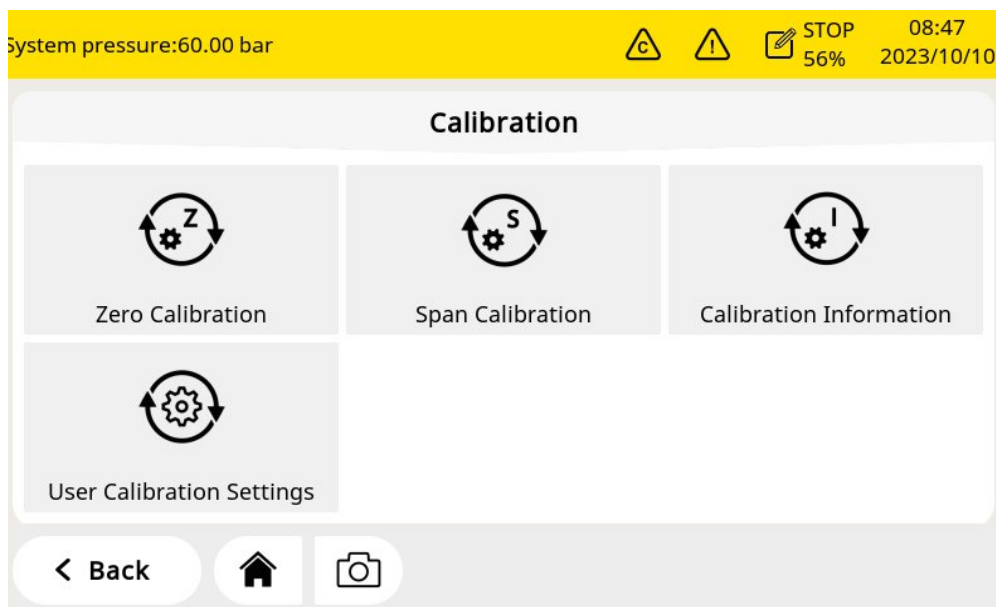 System pressure:60.00 bar
C
!
STOP
56%
08:47
2023/10/10
Calibration
Z
S
I
Zero Calibration
Span Calibration
Calibration Information
User Calibration Settings
< Back